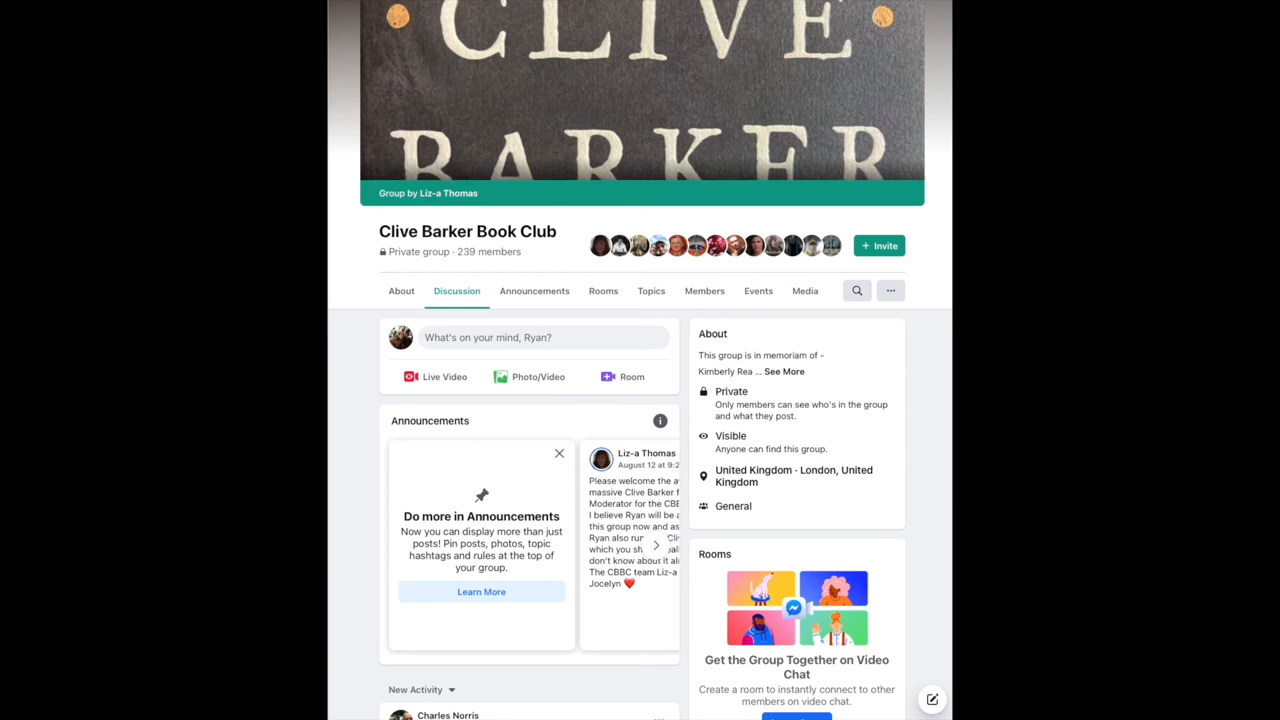 CLIVE
BARKER
Group by Liz-a Thomas
Clive Barker Book Club
Private group · 239 members
+ Invite
About Discussion Announcements Rooms Topics Members Events Media
What's on your mind, Ryan?
Live Video Photo/Video Room
Announcements
Do more in Announcements
Now you can display more than just
posts! Pin posts, photos, topic
hashtags and rules at the top of
your group.
Learn More
Liz-a Thomas
August 12 at 9:2
Please welcome the
massive Clive Barker
Moderator for the
I believe Ryan will be
this group now and
Ryan also
which you
don't know about it
The CBBC team Liz-a
Jocelyn
New Activity
Charles Norris
About
This group is in memoriam of -
Kimberly Rea ... See More
Private
Only members can see who's in the group
and what they post.
Visible
Anyone can find this group.
United Kingdom · London, United
Kingdom
General
Rooms
Get the Group Together on Video
Chat
Create a room to instantly connect to other
members on video chat.